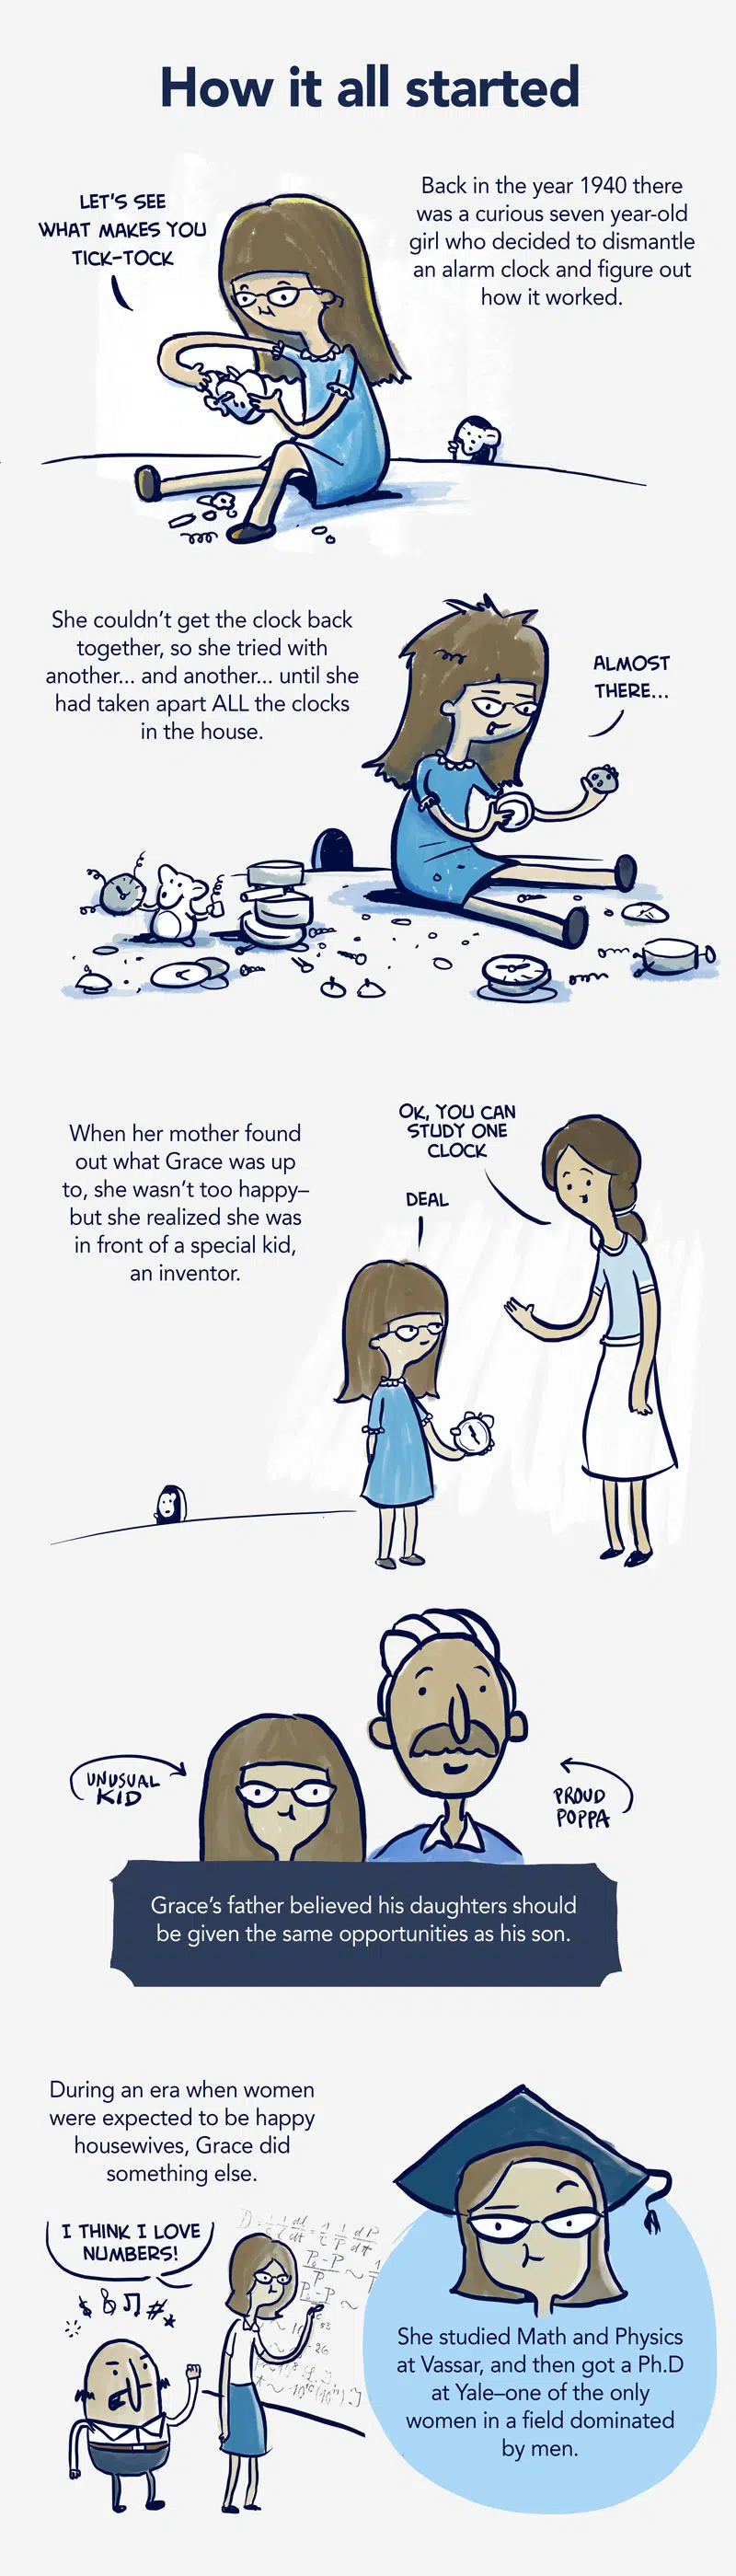 How it all started
LET'S SEE
WHAT MAKES YOU
TICK-TOCK
Back in the year 1940 there
was a curious seven year-old
girl who decided to dismantle
an alarm clock and figure out
how it worked.
She couldn't get the clock back
together, so she tried with
another... and another... until she
had taken apart ALL the clocks
in the house.
ALMOST
THERE...
When her mother found
out what Grace was up
to, she wasn't too happy–
but she realized she was
in front of a special kid,
an inventor.
OK, YOU CAN
STUDY ONE
CLOCK
DEAL
UNUSUAL
KID
PROUD
POPPA
Grace's father believed his daughters should
be given the same opportunities as his son.
During an era when women
were expected to be happy
housewives, Grace did
something else.
I THINK I LOVE
NUMBERS!
She studied Math and Physics
at Vassar, and then got a Ph.D
at Yale–one of the only
women in a field dominated
by men.